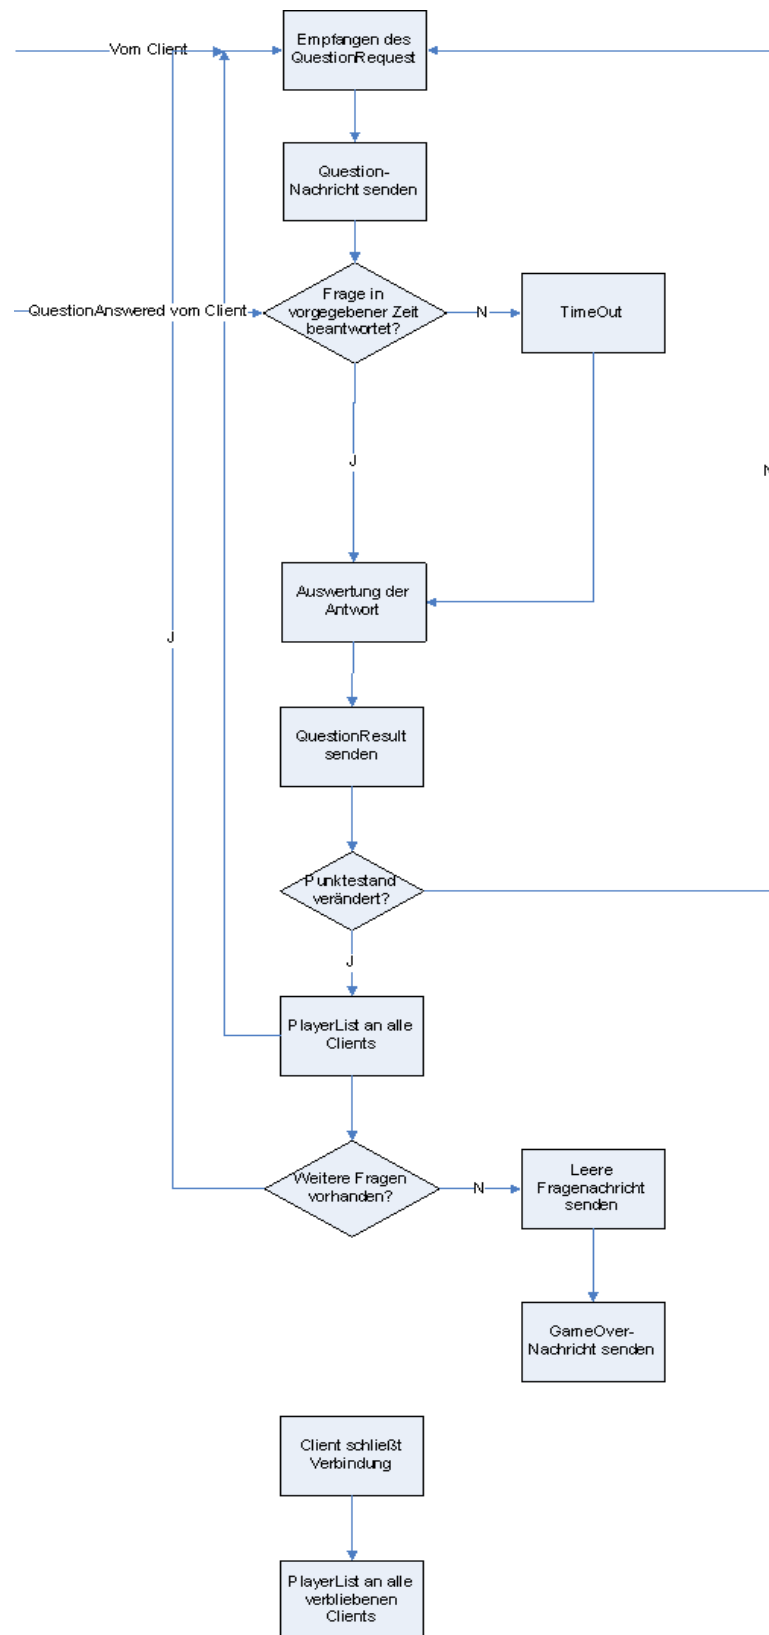 Vom Client
Empfangen des
QuestionRequest
Question-
Nachricht senden
QuestionAnswered vom Client
Frage in
vorgegebener Zeit
beantwortet?
N
TimeOut
J
N
Auswertung der
Antwort
J
QuestionResult
senden
Punktestand
verändert?
J
PlayerList an alle
Clients
Weitere Fragen
vorhanden?
N
Leere
Fragenachricht
senden
GameOver-
Nachricht senden
Client schließt
Verbindung
PlayerList an alle
verbliebenen
Clients